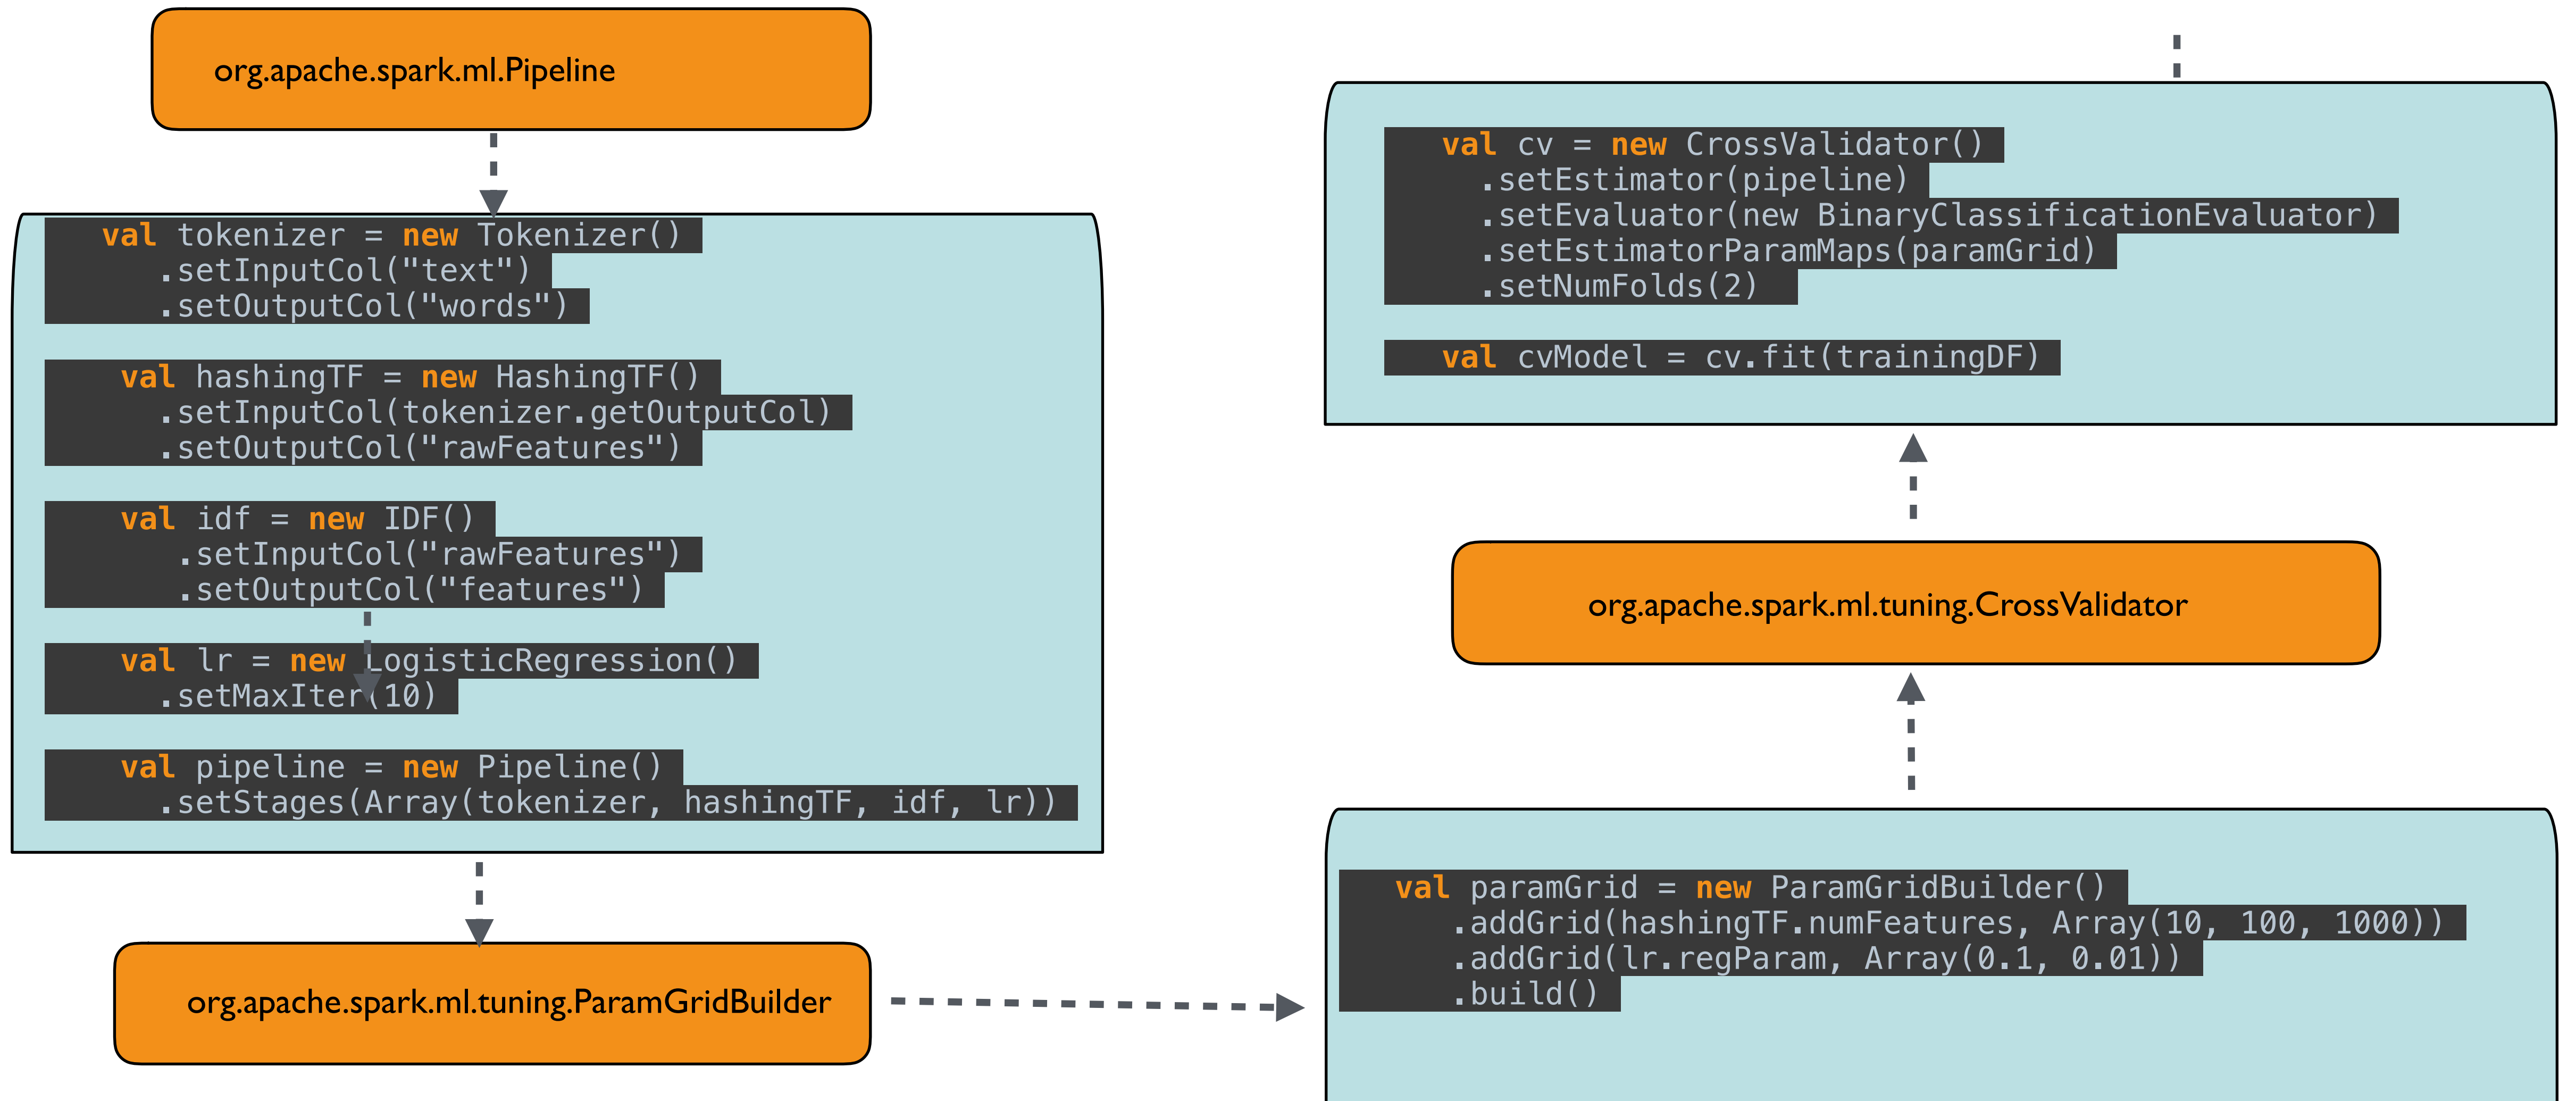 org.apache.spark.ml.Pipeline
val tokenizer = new Tokenizer()
.setInputCol("text")
.setOutputCol("words")
val hashingTF = new HashingTF()
.setInputCol(tokenizer.getOutputCol)
.setOutputCol("rawFeatures")
val idf = new IDF()
.setInputCol("rawFeatures")
.setOutputCol("features")
val lr = new LogisticRegression()
.setMaxIter(10)
val pipeline = new Pipeline()
.setStages(Array(tokenizer, hashingTF, idf, lr))
org.apache.spark.ml.tuning.ParamGridBuilder
val paramGrid = new ParamGridBuilder()
.addGrid(hashingTF.numFeatures, Array(10, 100, 1000))
.addGrid(lr.regParam, Array(0.1, 0.01))
.build()
org.apache.spark.ml.tuning.CrossValidator
val cv = new CrossValidator()
.setEstimator(pipeline)
.setEvaluator(new BinaryClassificationEvaluator)
.setEstimatorParamMaps(paramGrid)
.setNumFolds(2)
val cvModel = cv.fit(trainingDF)